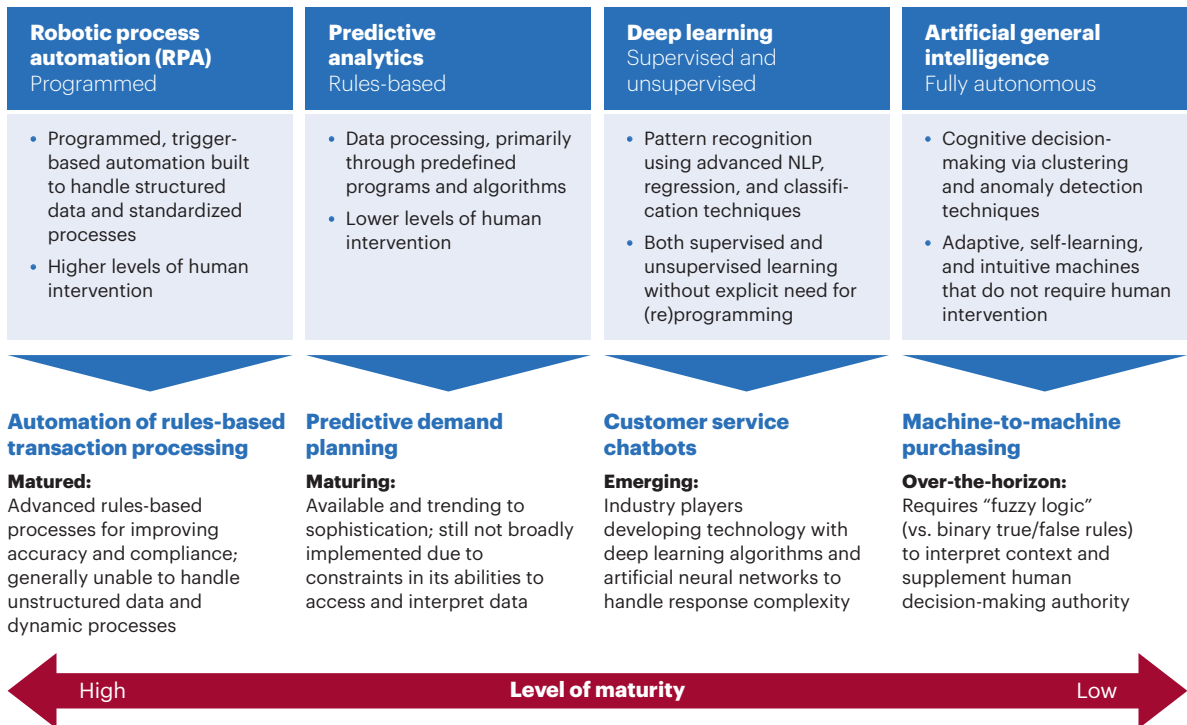 Robotic process
automation (RPA)
Programmed
• Programmed, trigger-
based automation built
to handle structured
data and standardized
processes
• Higher levels of human
intervention
Automation of rules-based
transaction processing
Matured:
Advanced rules-based
processes for improving
accuracy and compliance;
generally unable to handle
unstructured data and
dynamic processes
Predictive
analytics
Rules-based
• Data processing, primarily
through predefined
programs and algorithms
• Lower levels of human
intervention
Predictive demand
planning
Maturing:
Available and trending to
sophistication; still not broadly
implemented due to
constraints in its abilities to
access and interpret data
Deep learning
Supervised and
unsupervised
• Pattern recognition
using advanced NLP,
regression, and classifi-
cation techniques
• Both supervised and
unsupervised learning
without explicit need for
(re)programming
Customer service
chatbots
Emerging:
Industry players
developing technology with
deep learning algorithms and
artificial neural networks to
handle response complexity
Artificial general
intelligence
Fully autonomous
• Cognitive decision-
making via clustering
and anomaly detection
techniques
• Adaptive, self-learning,
and intuitive machines
that do not require human
intervention
Machine-to-machine
purchasing
Over-the-horizon:
Requires “fuzzy logic”
(vs. binary true/false rules)
to interpret context and
supplement human
decision-making authority
High
Level of maturity
Low